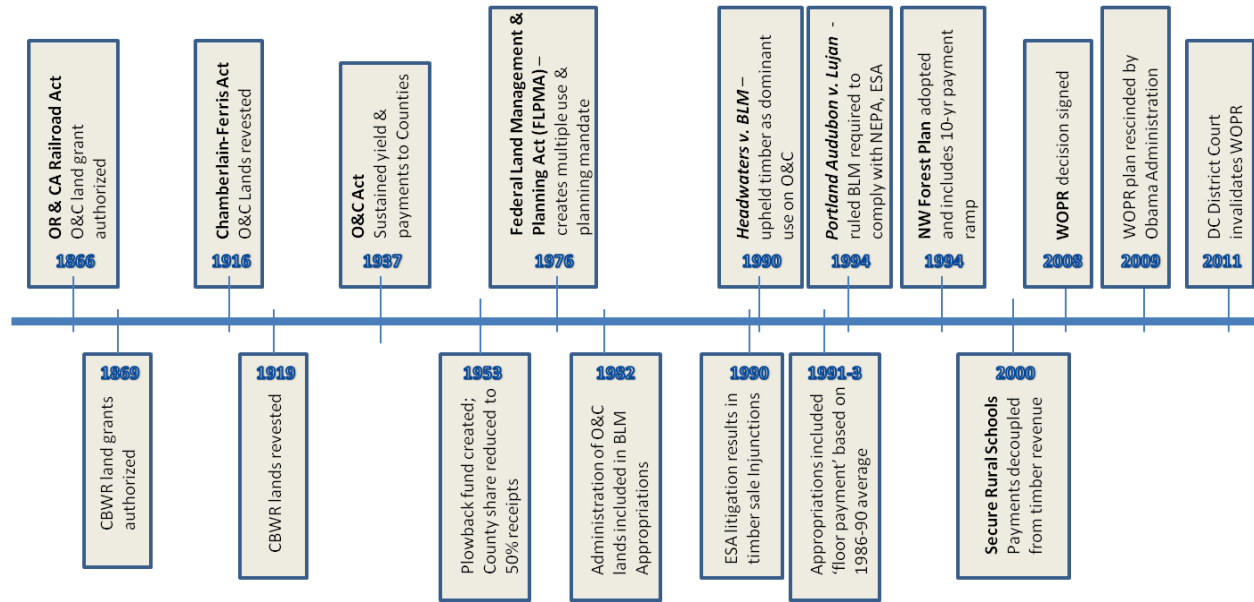 OR & CA Railroad Act
O&C land grant
authorized
1866
Chamberlain-Ferris Act
O&C Lands revested
1916
O&C Act
Sustained yield &
payments to Counties
1937
Federal Land Management &
Planning Act (FLPMA) –
creates multiple use &
planning mandate
1976
Headwaters v. BLM –
upheld timber as dominant
use on O&C
1990
Portland Audubon v. Lujan -
ruled BLM required to
comply with NEPA, ESA
1994
NW Forest Plan adopted
and includes 10-yr payment
ramp
1994
WOPR decision signed
2008
WOPR plan rescinded by
Obama Administration
2009
DC District Court
invalidates WOPR
2011
1869
CBWR land grants
authorized
1919
CBWR lands revested
1953
Plowback fund created;
County share reduced to
50% receipts
1982
Administration of O&C
lands included in BLM
Appropriations
1990
ESA litigation results in
timber sale Injunctions
1991-3
Appropriations included
‘floor payment’ based on
1986-90 average
2000
Secure Rural Schools
Payments decoupled
from timber revenue